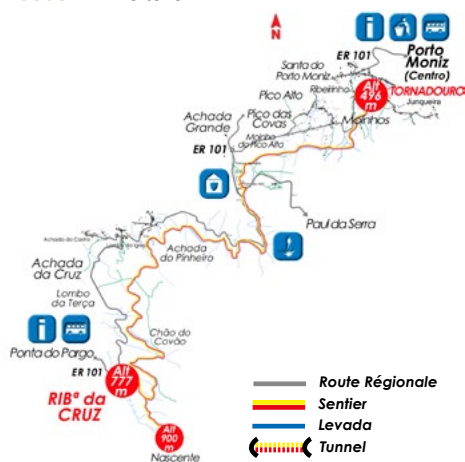 N
Porto
Moniz
(Centro)
ER 101
Santa do
Porto Moniz
Ribeirinho
Alt
496
m
TORNADOURO
Junqueira
Pico Alto
Pico das
Covas
Achada
Grande
Moinhos
Moinho
do Pico Alto
ER 101
Paul da Serra
Achada do Castro
Achada
da Cruz
Achada
do Pinheiro
Lombo
da Terça
Chão do
Covão
Ponta do Pargo
ER 101
Alt
777
m
RIBª da
CRUZ
Alt
900
m
Nascente
Route Régionale
Sentier
Levada
Tunnel